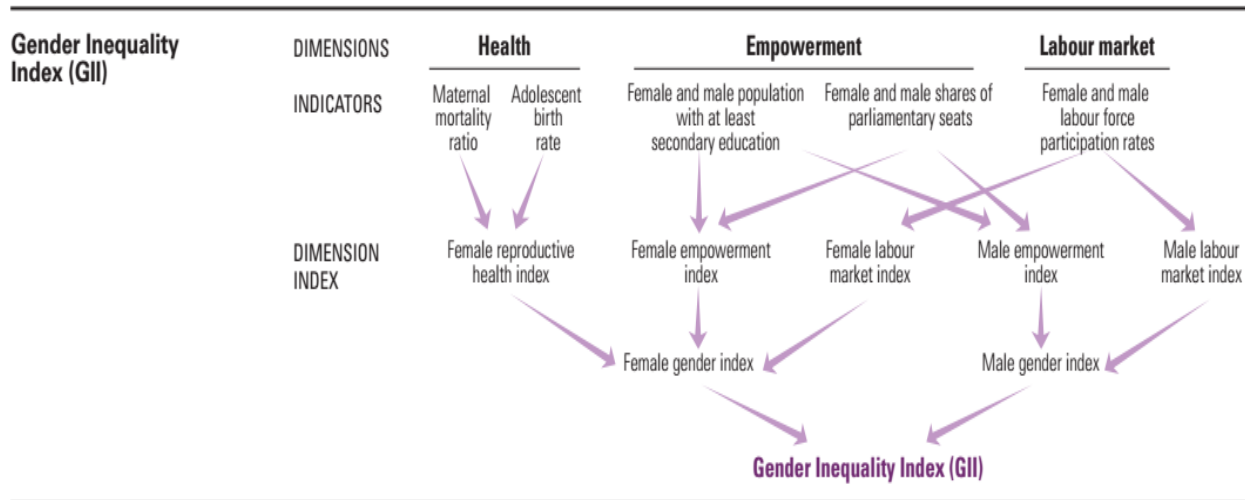 Gender Inequality
Index (GII)
DIMENSIONS
Health
Empowerment
Labour market
INDICATORS
Maternal
mortality
ratio
Adolescent
birth
rate
Female and male population
with at least
secondary education
Female and male shares of
parliamentary seats
Female and male
labour force
participation rates
DIMENSION
INDEX
Female reproductive
health index
Female empowerment
index
Female labour
market index
Male empowerment
index
Male labour
market index
Female gender index
Male gender index
Gender Inequality Index (GII)